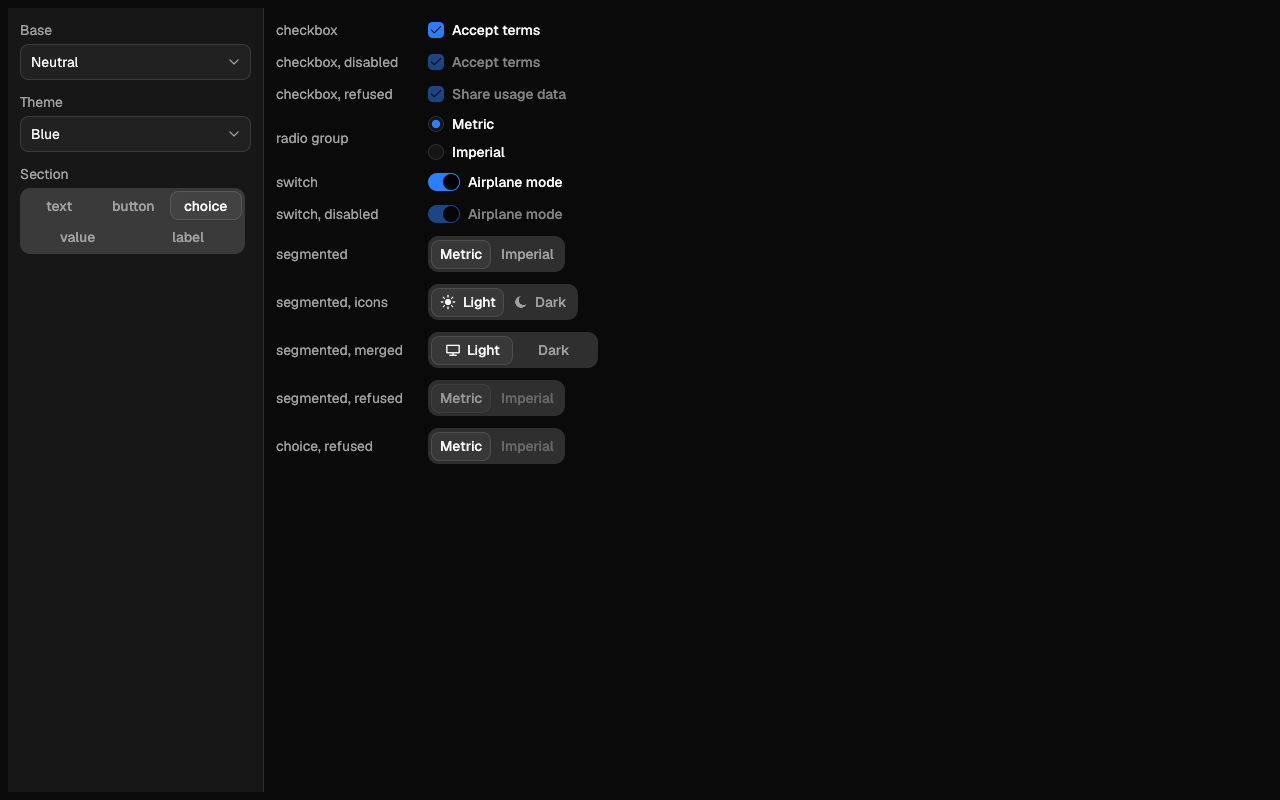 Base
Neutral
Theme
Blue
Section
text button choice
value label
checkbox Accept terms
checkbox, disabled Accept terms
checkbox, refused Share usage data
radio group
Metric
Imperial
switch Airplane mode
switch, disabled Airplane mode
segmented Metric Imperial
segmented, icons Light Dark
segmented, merged Light Dark
segmented, refused Metric Imperial
choice, refused Metric Imperial